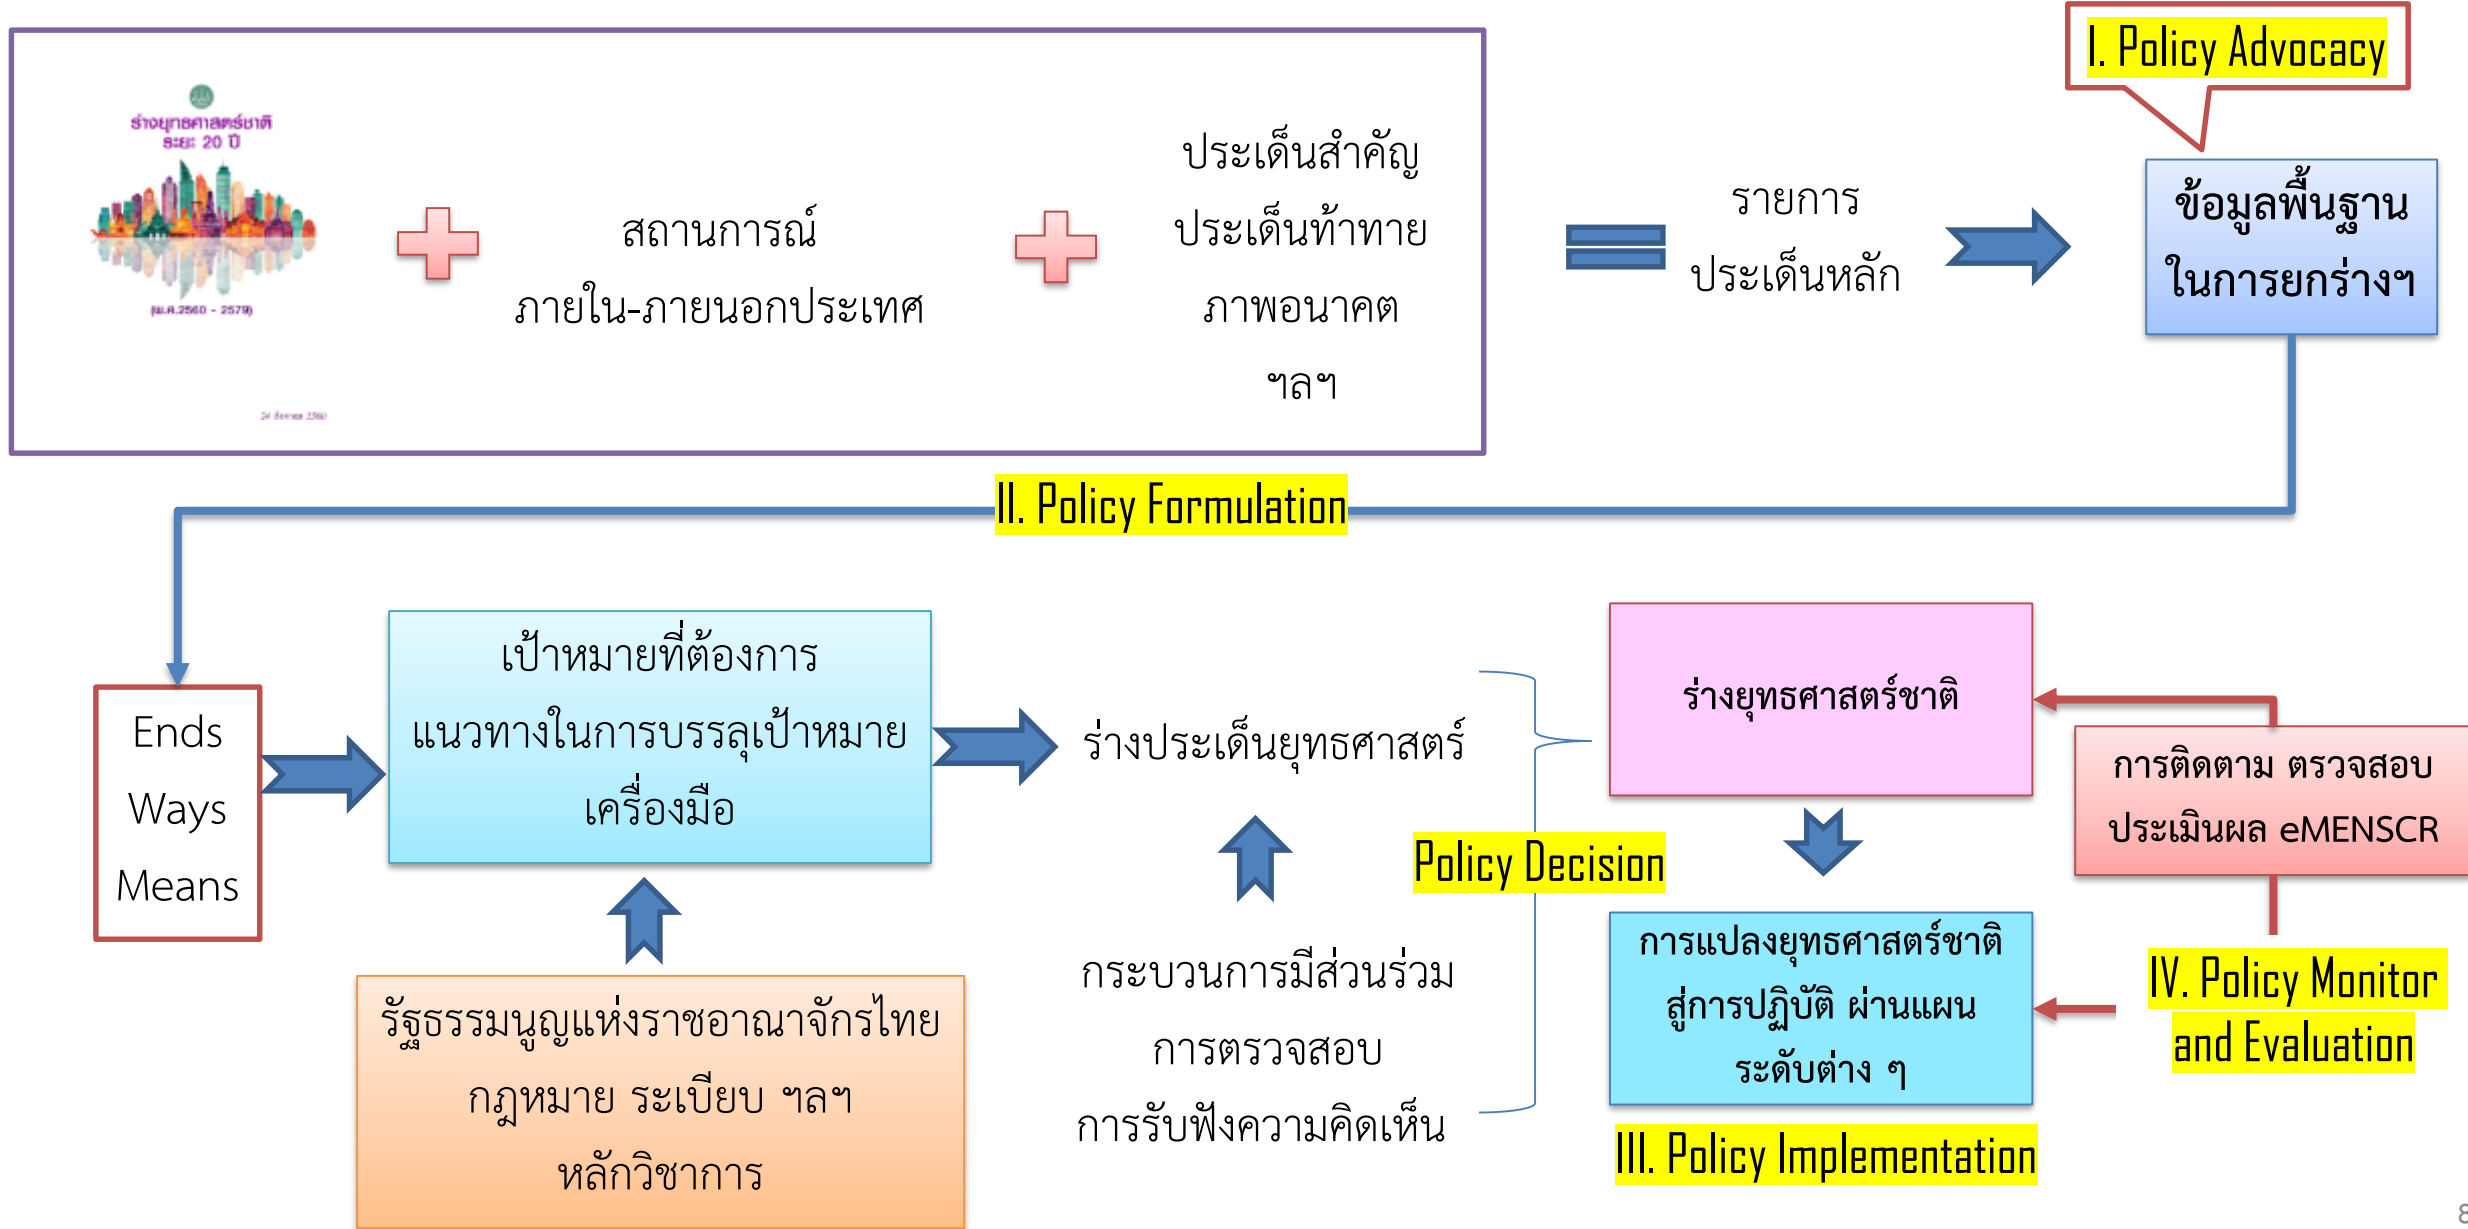 I. Policy Advocacy
ร่างยุทธศาสตร์ชาติ
ระยะ 20 ปี
(พ.ศ.2560 - 2579)
24 สิงหาคม 2560
สถานการณ์
ภายใน-ภายนอกประเทศ
ประเด็นสำคัญ
ประเด็นท้าทาย
ภาพอนาคต
ฯลฯ
รายการ
ประเด็นหลัก
ข้อมูลพื้นฐาน
ในการยกร่างฯ
II. Policy Formulation
Ends
Ways
Means
เป้าหมายที่ต้องการ
แนวทางในการบรรลุเป้าหมาย
เครื่องมือ
รัฐธรรมนูญแห่งราชอาณาจักรไทย
กฎหมาย ระเบียบ ฯลฯ
หลักวิชาการ
ร่างประเด็นยุทธศาสตร์
กระบวนการมีส่วนร่วม
การตรวจสอบ
การรับฟังความคิดเห็น
Policy Decision
ร่างยุทธศาสตร์ชาติ
การแปลงยุทธศาสตร์ชาติ
สู่การปฏิบัติ ผ่านแผน
ระดับต่าง ๆ
III. Policy Implementation
การติดตาม ตรวจสอบ
ประเมินผล eMENSCR
IV. Policy Monitor
and Evaluation
8